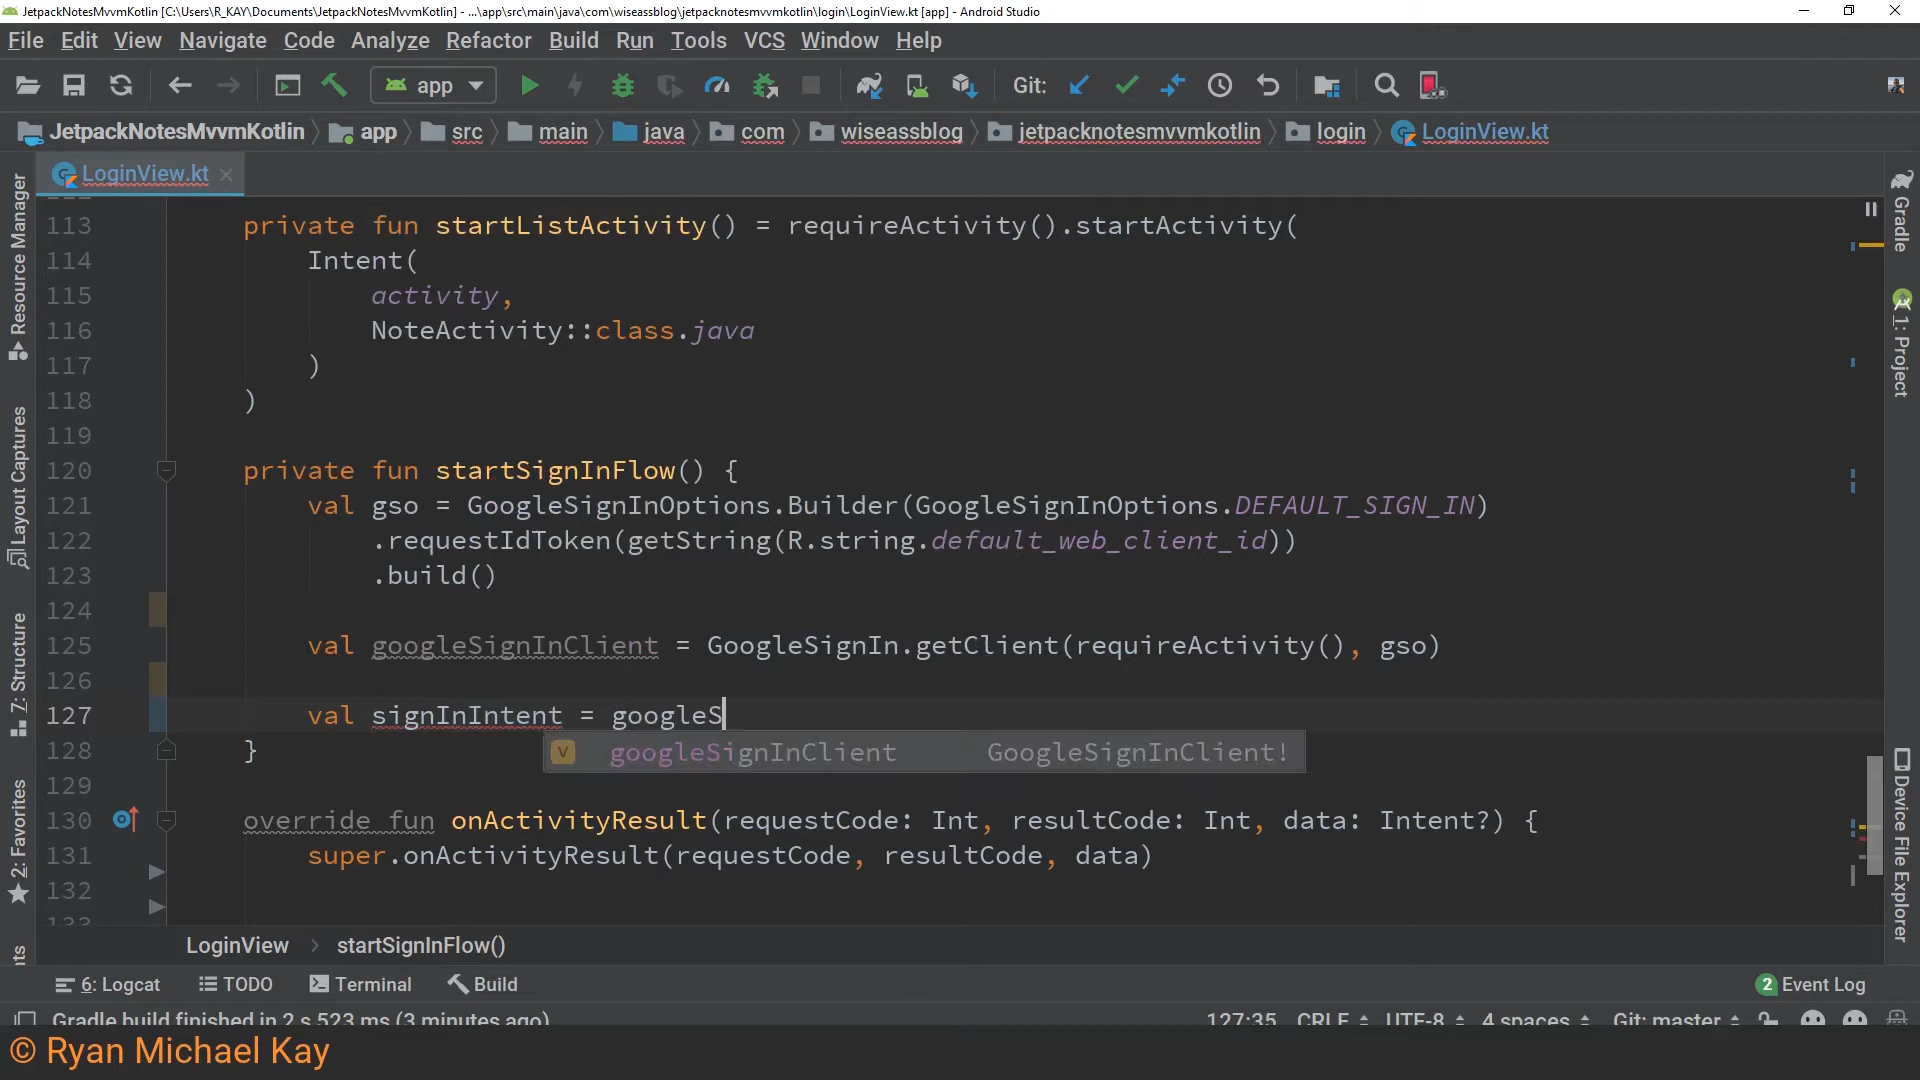 JetpackNotesMvvmKotlin [C:\Users\R_KAY\Documents\JetpackNotesMvvmKotlin] - ...\app\src\main\java\com\wiseassblog\jetpacknotesmvvmkotlin\login\LoginView.kt [app] - Android Studio
File Edit View Navigate Code Analyze Refactor Build Run Tools VCS Window Help
app Git:
JetpackNotesMvvmKotlin app src main java com wiseassblog jetpacknotesmvvmkotlin login LoginView.kt
LoginView.kt
Resource Manager
Layout Captures
7: Structure
2: Favorites
113 private fun startListActivity() = requireActivity().startActivity(
114 Intent(
115 activity,
116 NoteActivity::class.java
117 )
118 )
119
120 private fun startSignInFlow() {
121 val gso = GoogleSignInOptions.Builder(GoogleSignInOptions.DEFAULT_SIGN_IN)
122 .requestIdToken(getString(R.string.default_web_client_id))
123 .build()
124
125 val googleSignInClient = GoogleSignIn.getClient(requireActivity(), gso)
126
127 val signInIntent = googleS
128 }
googleSignInClient GoogleSignInClient!
129
130 override fun onActivityResult(requestCode: Int, resultCode: Int, data: Intent?) {
131 super.onActivityResult(requestCode, resultCode, data)
132
133
Gradle
1: Project
Device File Explorer
LoginView startSignInFlow()
6: Logcat TODO Terminal Build 2 Event Log
Gradle build finished in 2 s 523 ms (3 minutes ago) 127:35 CRLF UTF-8 4 spaces Git: master
© Ryan Michael Kay